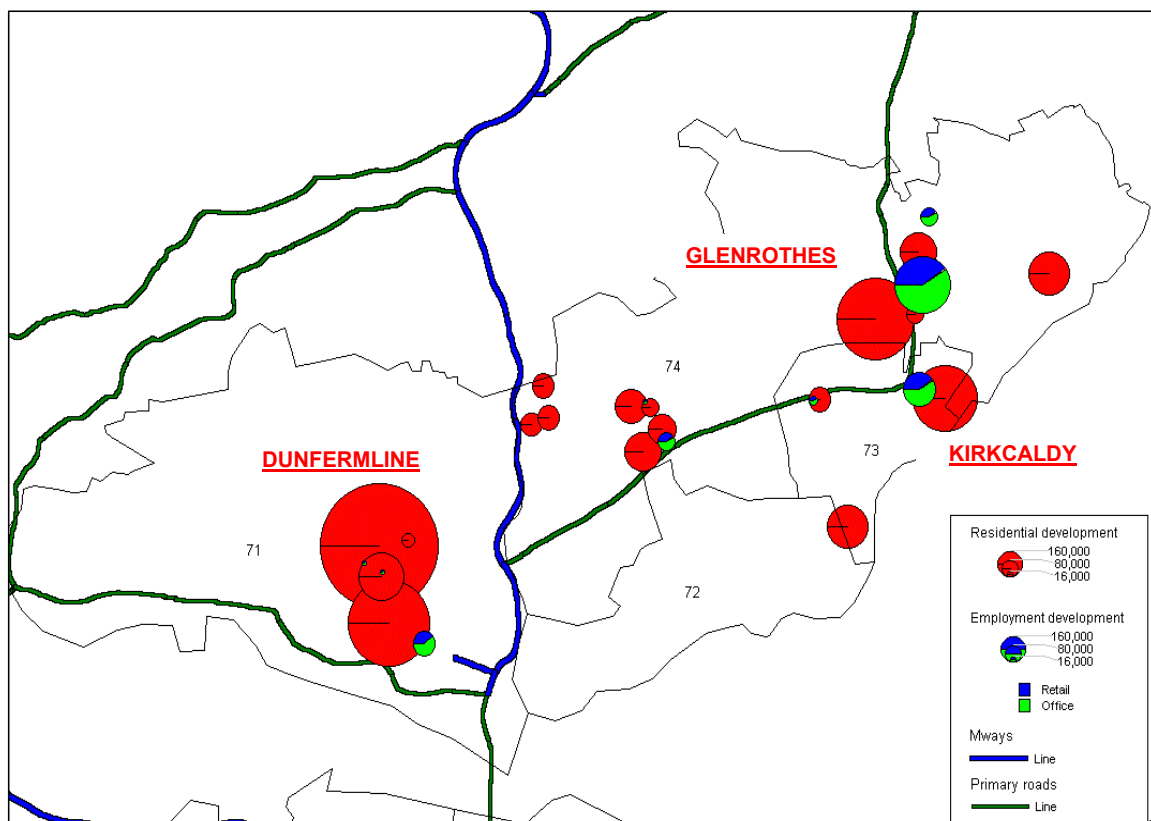 GLENROTHES
74
DUNFERMLINE
73
KIRKCALDY
71
72
Residential development
160,000
80,000
16,000
Employment development
160,000
80,000
16,000
Retail
Office
Mways
Line
Primary roads
Line